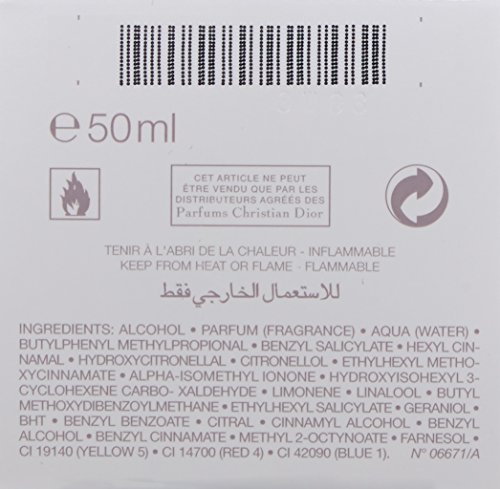 ℮ 50 ml
CET ARTICLE NE PEUT
ÊTRE VENDU QUE PAR LES
DISTRIBUTEURS AGRÉÉS DES
Parfums Christian Dior
TENIR À L'ABRI DE LA CHALEUR - INFLAMMABLE
KEEP FROM HEAT OR FLAME - FLAMMABLE
للاستعمال الخارجي فقط
INGREDIENTS: ALCOHOL • PARFUM (FRAGRANCE) • AQUA (WATER) •
BUTYLPHENYL METHYLPROPIONAL • BENZYL SALICYLATE • HEXYL CIN-
NAMAL • HYDROXYCITRONELLAL • CITRONELLOL • ETHYLHEXYL METHO-
XYCINNAMATE • ALPHA-ISOMETHYL IONONE • HYDROXYISOHEXYL 3-
CYCLOHEXENE CARBO- XALDEHYDE • LIMONENE • LINALOOL • BUTYL
METHOXYDIBENZOYLMETHANE • ETHYLHEXYL SALICYLATE • GERANIOL •
BHT • BENZYL BENZOATE • CITRAL • CINNAMYL ALCOHOL • BENZYL
ALCOHOL • BENZYL CINNAMATE • METHYL 2-OCTYNOATE • FARNESOL •
CI 19140 (YELLOW 5) • CI 14700 (RED 4) • CI 42090 (BLUE 1). N° 06671/A